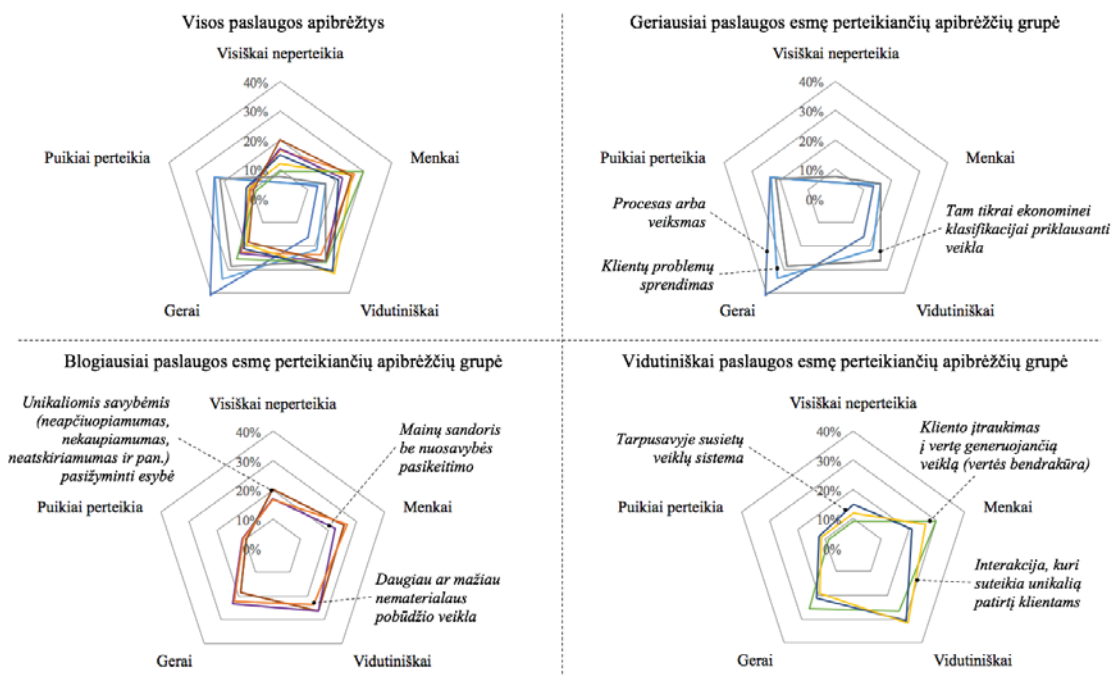 Visos paslaugos apibrėžtys
Visiškai neperteikia
40%
30%
20%
10%
0%
Puikiai perteikia
Menkai
Gerai
Vidutiniškai
Geriausiai paslaugos esmę perteikiančių apibrėžčių grupė
Visiškai neperteikia
40%
30%
20%
10%
0%
Puikiai perteikia
Menkai
Procesas arba
veiksmas
Klientų problemų
sprendimas
Tam tikrai ekonominei
klasifikacijai priklausanti
veikla
Gerai
Vidutiniškai
Blogiausiai paslaugos esmę perteikiančių apibrėžčių grupė
Unikaliomis savybėmis
(neapčiuopiamumas,
nekaupiamumas,
neatskiriamumas ir pan.)
pasižyminti esybė
Visiškai neperteikia
40%
30%
20%
10%
0%
Mainų sandoris
be nuosavybės
pasikeitimo
Puikiai perteikia
Menkai
Daugiau ar mažiau
nematerialaus
pobūdžio veikla
Gerai
Vidutiniškai
Vidutiniškai paslaugos esmę perteikiančių apibrėžčių grupė
Visiškai neperteikia
40%
30%
20%
10%
0%
Tarpusavyje susietų
veiklų sistema
Kliento įtraukimas
į vertę generuojančią
veiklą (vertės bendrakūra)
Puikiai perteikia
Menkai
Interakcija, kuri
suteikia unikalią
patirtį klientams
Gerai
Vidutiniškai